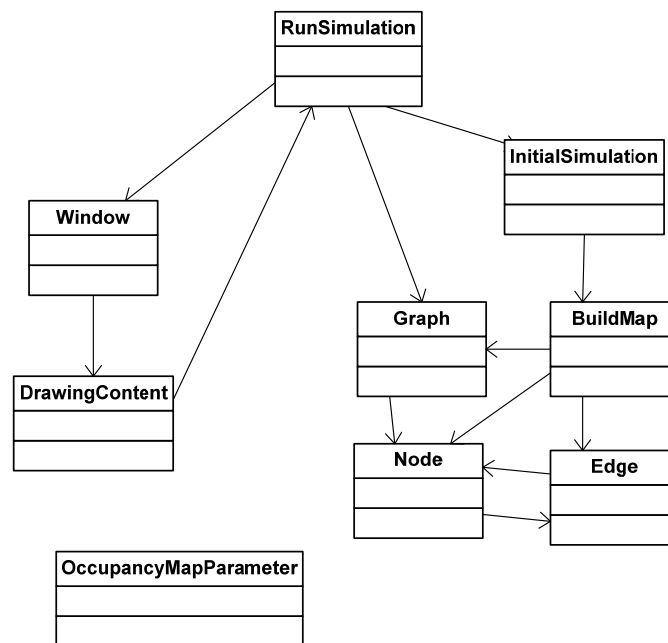 RunSimulation
InitialSimulation
Window
Graph
BuildMap
DrawingContent
Node
Edge
OccupancyMapParameter